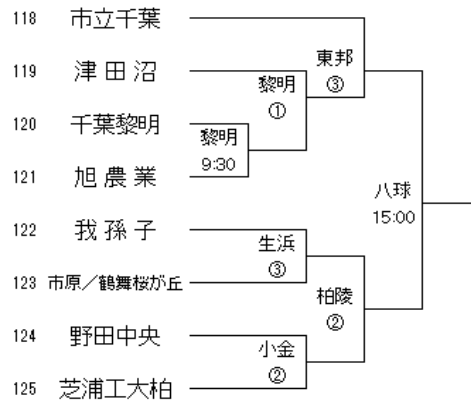 118 市立千葉
東邦
119 津田沼
③
黎明
①
120 千葉黎明
黎明
9:30
121 旭農業
八球
15:00
122 我孫子
生浜
③
123 市原／鶴舞桜が丘
柏陵
②
124 野田中央
小金
②
125 芝浦工大柏